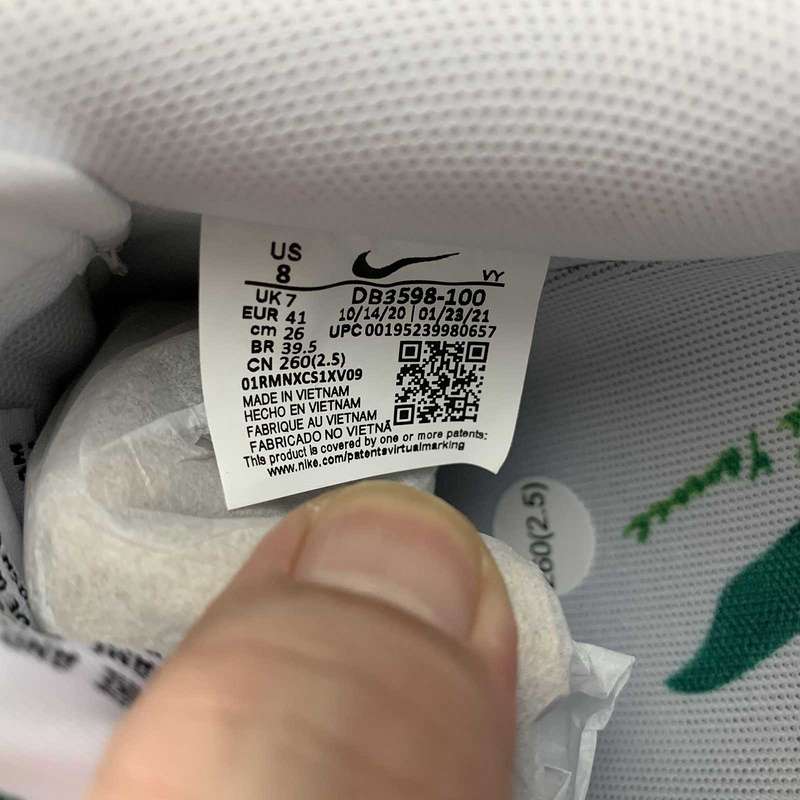 US
8
VY
UK 7
EUR 41
cm 26
BR 39.5
CN 260(2.5)
DB3598-100
10/14/20 | 01/23/21
UPC 00195239980657
01RMNXCS1XV09
MADE IN VIETNAM
HECHO EN VIETNAM
FABRIQUE AU VIETNAM
FABRICADO NO VIETNÃ
This product is covered by one or more patents:
www.nike.com/patentsvirtualmarking
260(2.5)